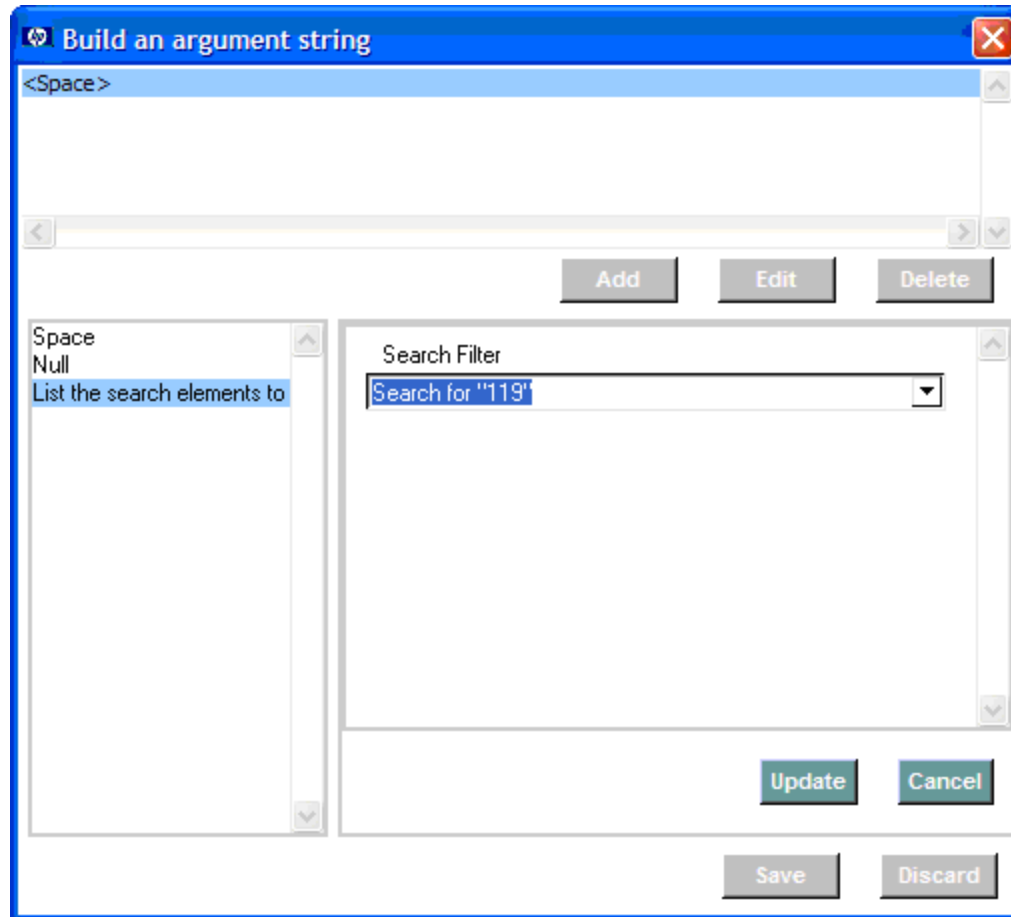 Build an argument string
<Space>
Add Edit Delete
Space
Null
List the search elements to
Search Filter
Search for "119"
Update Cancel
Save Discard